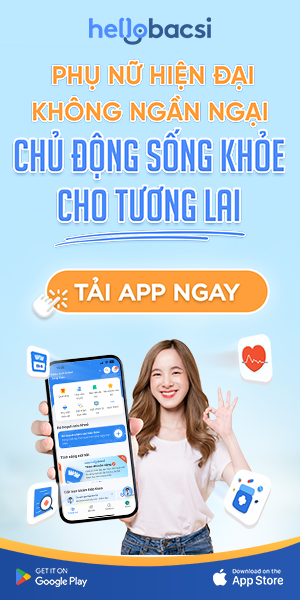 hellobacsi
PHỤ NỮ HIỆN ĐẠI
KHÔNG NGẦN NGẠI
CHỦ ĐỘNG SỐNG KHỎE
CHO TƯƠNG LAI
TẢI APP NGAY
GET IT ON
Google Play
Download on the
App Store